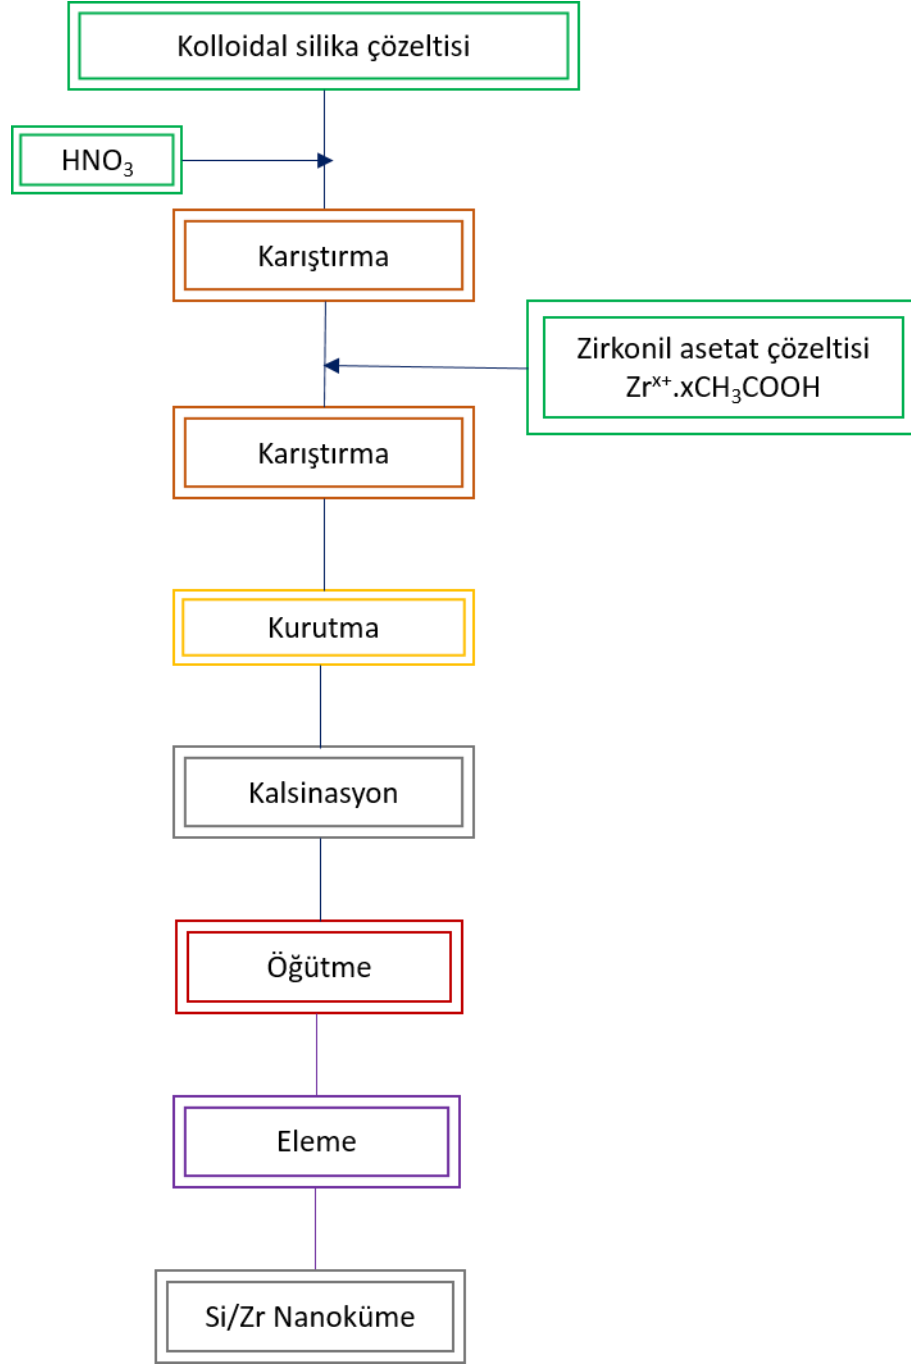 Kolloidal silika çözeltisi
HNO₃
Karıştırma
Zirkonil asetat çözeltisi
Zrˣ⁺.xCH₃COOH
Karıştırma
Kurutma
Kalsinasyon
Öğütme
Eleme
Si/Zr Nanoküme